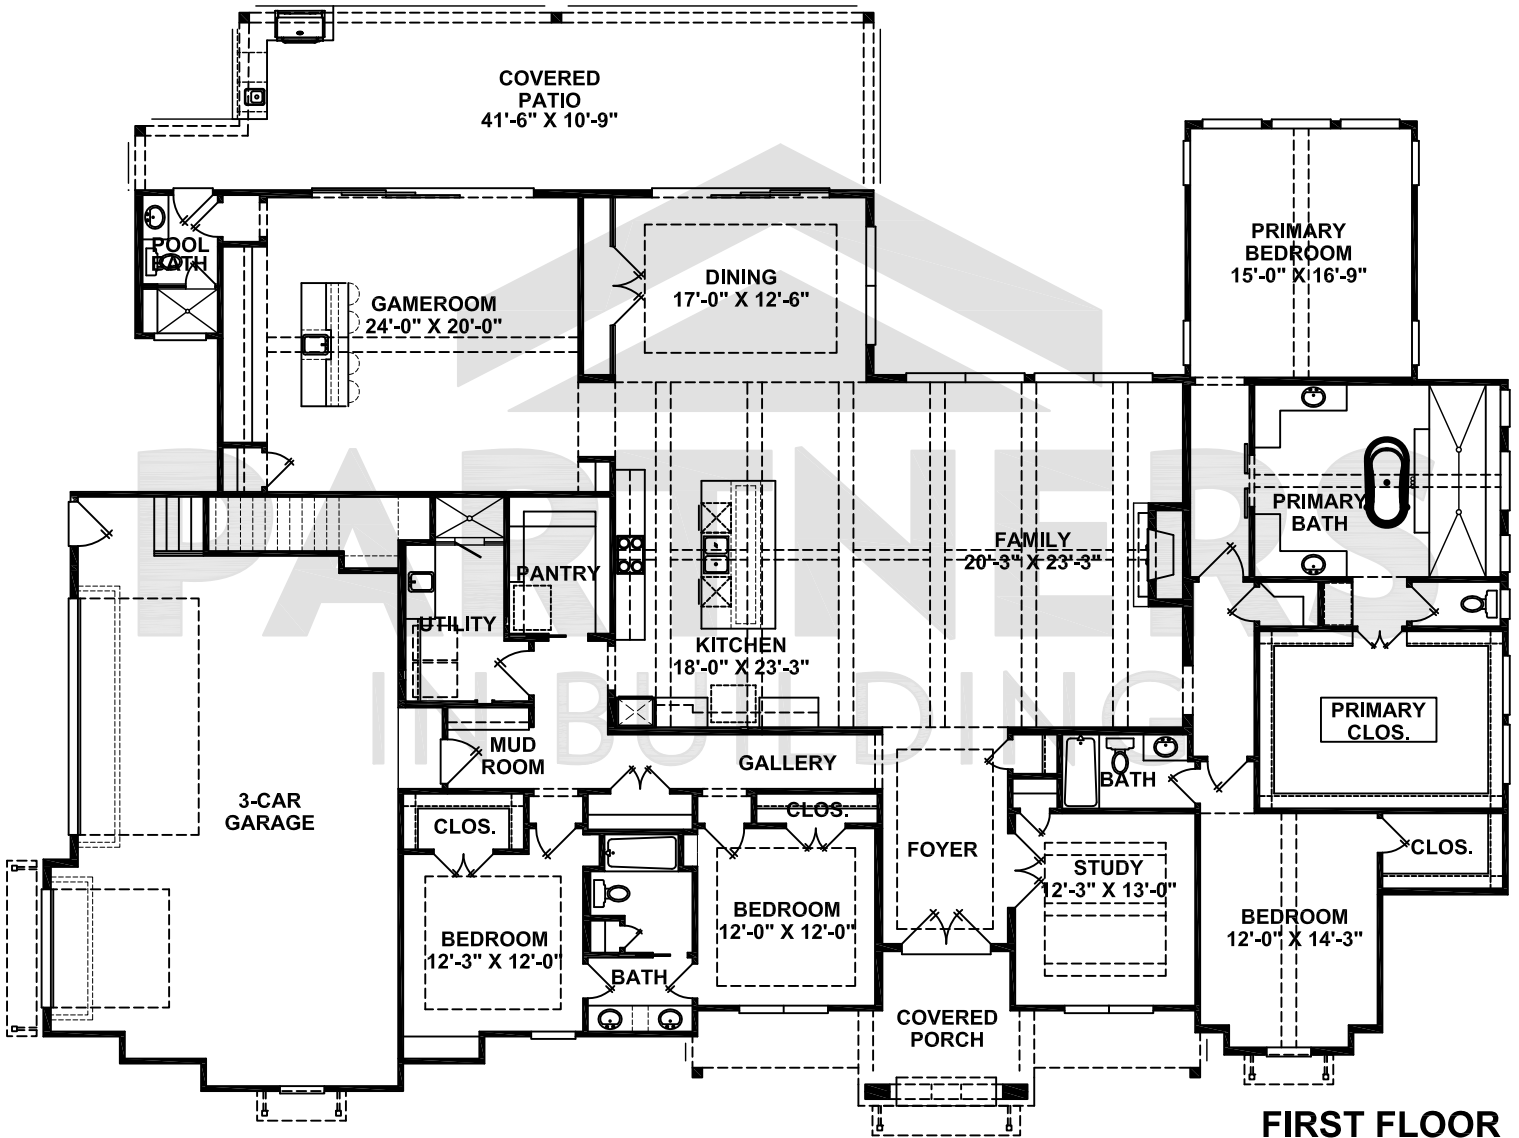 COVERED
PATIO
41'-6" X 10'-9"
POOL
BATH
GAMEROOM
24'-0" X 20'-0"
DINING
17'-0" X 12'-6"
PRIMARY
BEDROOM
15'-0" X 16'-9"
PARTNERS
IN BUILDING
PRIMARY
BATH
FAMILY
20'-3" X 23'-3"
PANTRY
UTILITY
KITCHEN
18'-0" X 23'-3"
PRIMARY
CLOS.
MUD
ROOM
GALLERY
BATH
3-CAR
GARAGE
CLOS.
CLOS.
FOYER
STUDY
12'-3" X 13'-0"
CLOS.
BEDROOM
12'-3" X 12'-0"
BATH
BEDROOM
12'-0" X 12'-0"
BEDROOM
12'-0" X 14'-3"
COVERED
PORCH
FIRST FLOOR